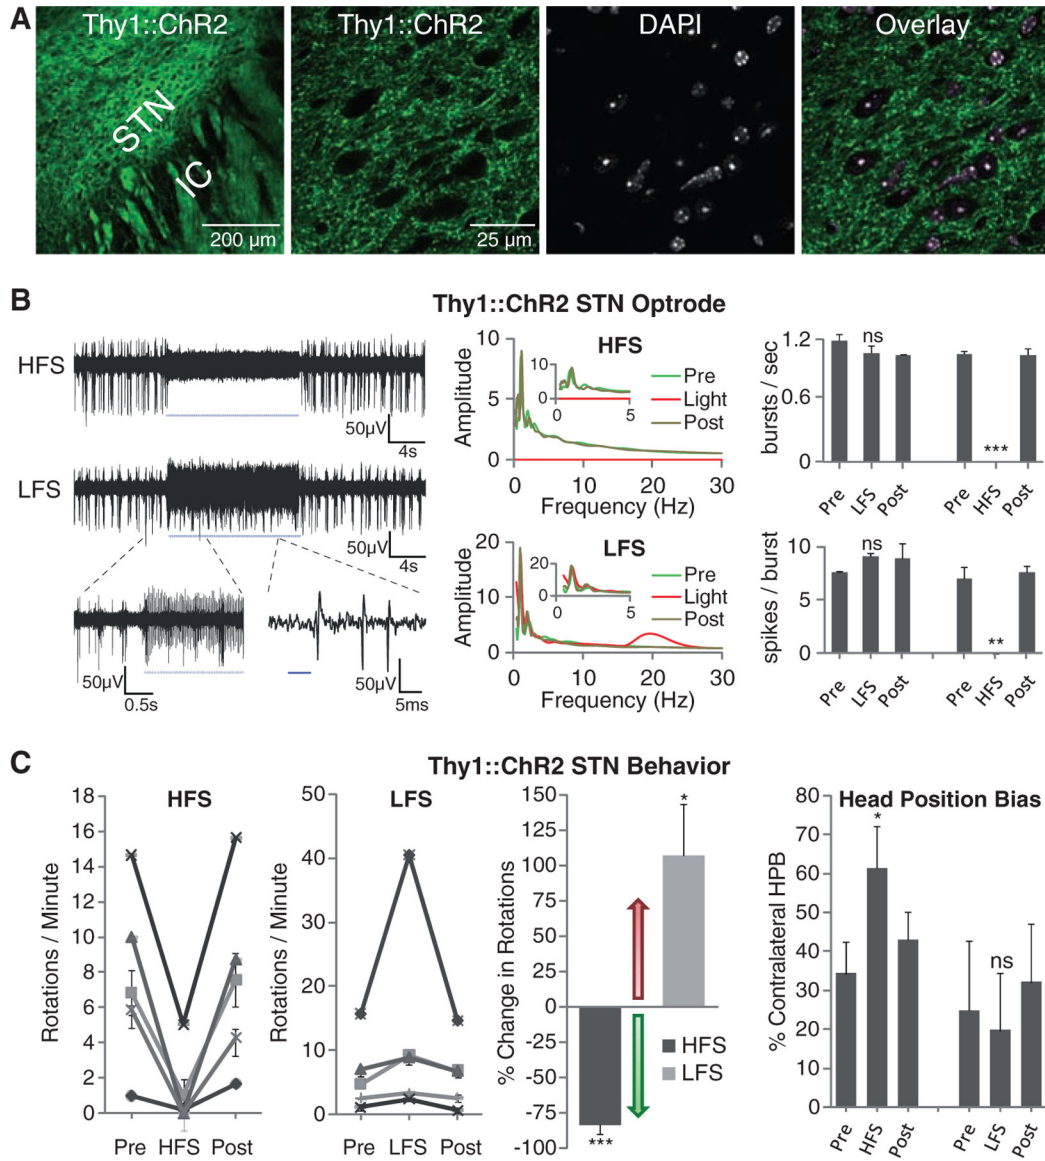 A
Thy1::ChR2
Thy1::ChR2
DAPI
Overlay
STN
IC
200 µm
25 µm
B
Thy1::ChR2 STN Optrode
HFS
50µV
4s
LFS
50µV
4s
50µV
0.5s
50µV
5ms
HFS
Amplitude
10
5
0
10
0
5
Pre
Light
Post
0
10
20
30
Frequency (Hz)
LFS
Amplitude
20
10
0
20
0
5
Pre
Light
Post
0
10
20
30
Frequency (Hz)
bursts / sec
1.2
0.6
0
ns
***
Pre
LFS
Post
Pre
HFS
Post
spikes / burst
10
5
0
ns
**
Pre
LFS
Post
Pre
HFS
Post
C
Thy1::ChR2 STN Behavior
HFS
Rotations / Minute
18
16
14
12
10
8
6
4
2
0
Pre
HFS
Post
LFS
Rotations / Minute
50
40
30
20
10
0
Pre
LFS
Post
% Change in Rotations
150
125
100
75
50
25
0
-25
-50
-75
-100
*
***
HFS
LFS
Head Position Bias
% Contralateral HPB
80
70
60
50
40
30
20
10
0
*
ns
Pre
HFS
Post
Pre
LFS
Post